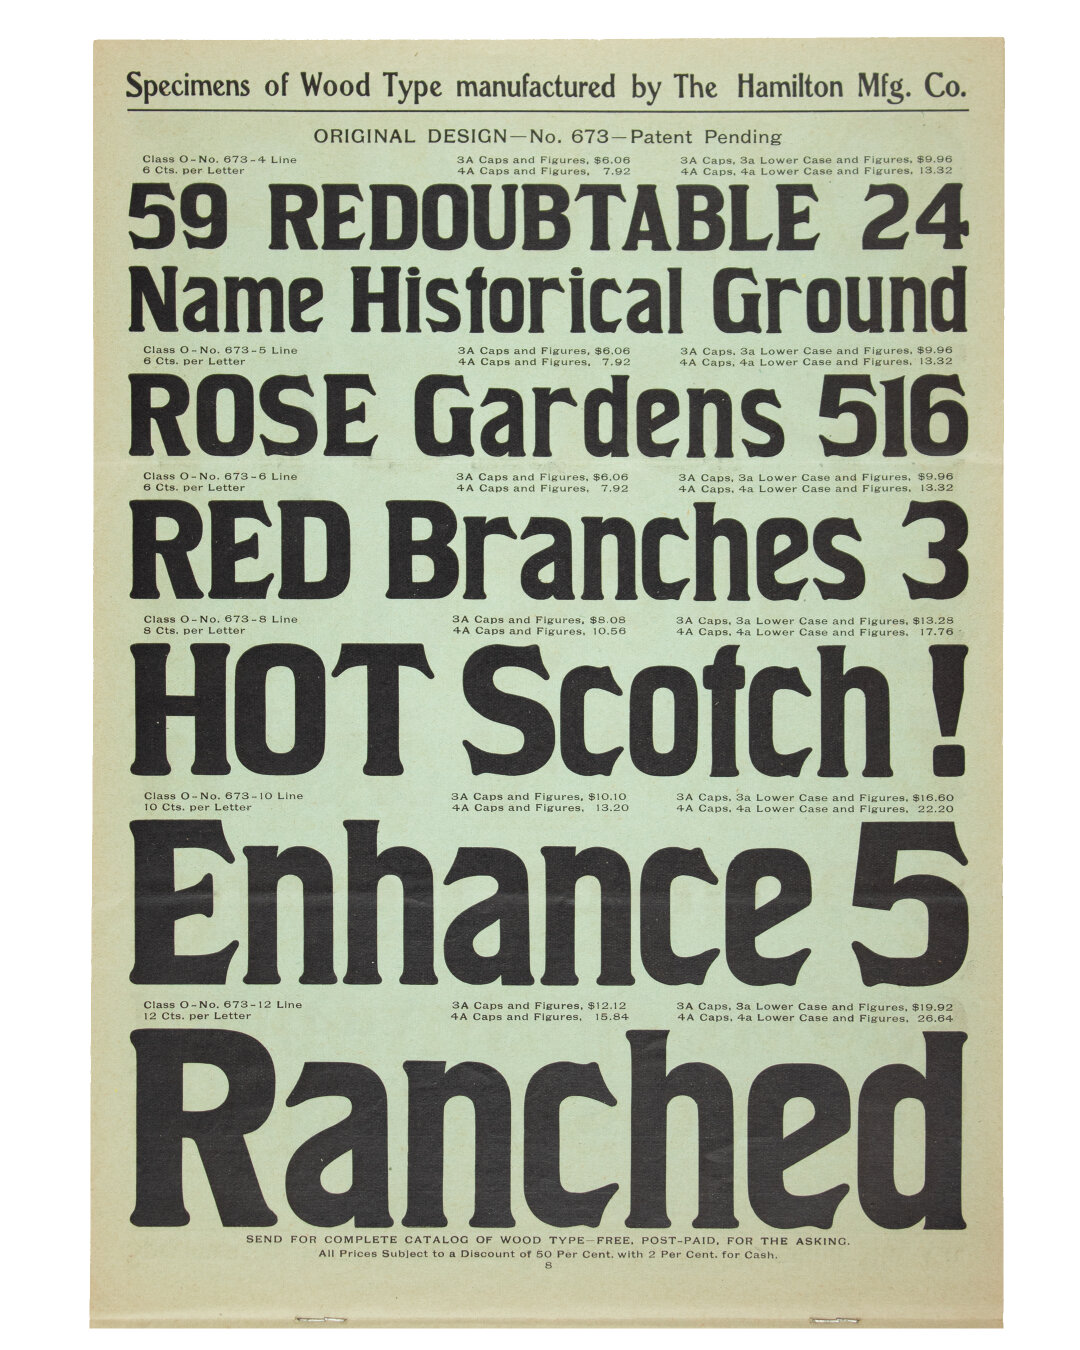 Specimens of Wood Type manufactured by The Hamilton Mfg. Co.
ORIGINAL DESIGN—No. 673—Patent Pending
Class O–No. 673–4 Line 3A Caps and Figures, $6.06 3A Caps, 3a Lower Case and Figures, $9.96
6 Cts. per Letter 4A Caps and Figures, 7.92 4A Caps, 4a Lower Case and Figures, 13.32
59 REDOUBTABLE 24
Name Historical Ground
Class O–No. 673–5 Line 3A Caps and Figures, $6.06 3A Caps, 3a Lower Case and Figures, $9.96
6 Cts. per Letter 4A Caps and Figures, 7.92 4A Caps, 4a Lower Case and Figures, 13.32
ROSE Gardens 516
Class O–No. 673–6 Line 3A Caps and Figures, $6.06 3A Caps, 3a Lower Case and Figures, $9.96
6 Cts. per Letter 4A Caps and Figures, 7.92 4A Caps, 4a Lower Case and Figures, 13.32
RED Branches 3
Class O–No. 673–8 Line 3A Caps and Figures, $8.08 3A Caps, 3a Lower Case and Figures, $13.28
8 Cts. per Letter 4A Caps and Figures, 10.56 4A Caps, 4a Lower Case and Figures, 17.76
HOT Scotch !
Class O–No. 673–10 Line 3A Caps and Figures, $10.10 3A Caps, 3a Lower Case and Figures, $16.60
10 Cts. per Letter 4A Caps and Figures, 13.20 4A Caps, 4a Lower Case and Figures, 22.20
Enhance 5
Class O–No. 673–12 Line 3A Caps and Figures, $12.12 3A Caps, 3a Lower Case and Figures, $19.92
12 Cts. per Letter 4A Caps and Figures, 15.84 4A Caps, 4a Lower Case and Figures, 26.64
Ranched
SEND FOR COMPLETE CATALOG OF WOOD TYPE—FREE, POST-PAID, FOR THE ASKING.
All Prices Subject to a Discount of 50 Per Cent. with 2 Per Cent. for Cash.
8